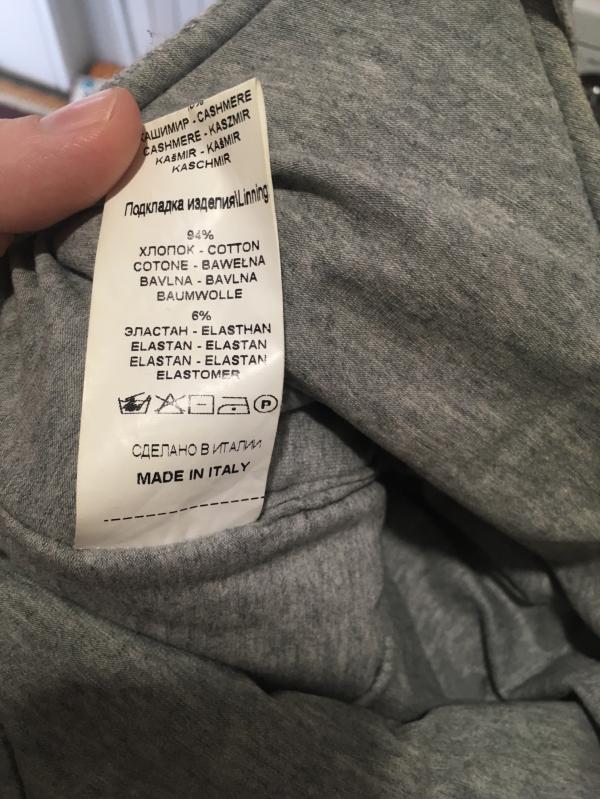 КАШИМИР - CASHMERE
CASHMERE - KASZMIR
KAŠMIR - KAŠMIR
KASCHMIR
Подкладка изделия\Linning
94%
ХЛОПОК - COTTON
COTONE - BAWEŁNA
BAVLNA - BAVLNA
BAUMWOLLE
6%
ЭЛАСТАН - ELASTHAN
ELASTAN - ELASTAN
ELASTAN - ELASTAN
ELASTOMER
P
СДЕЛАНО В ИТАЛИИ
MADE IN ITALY